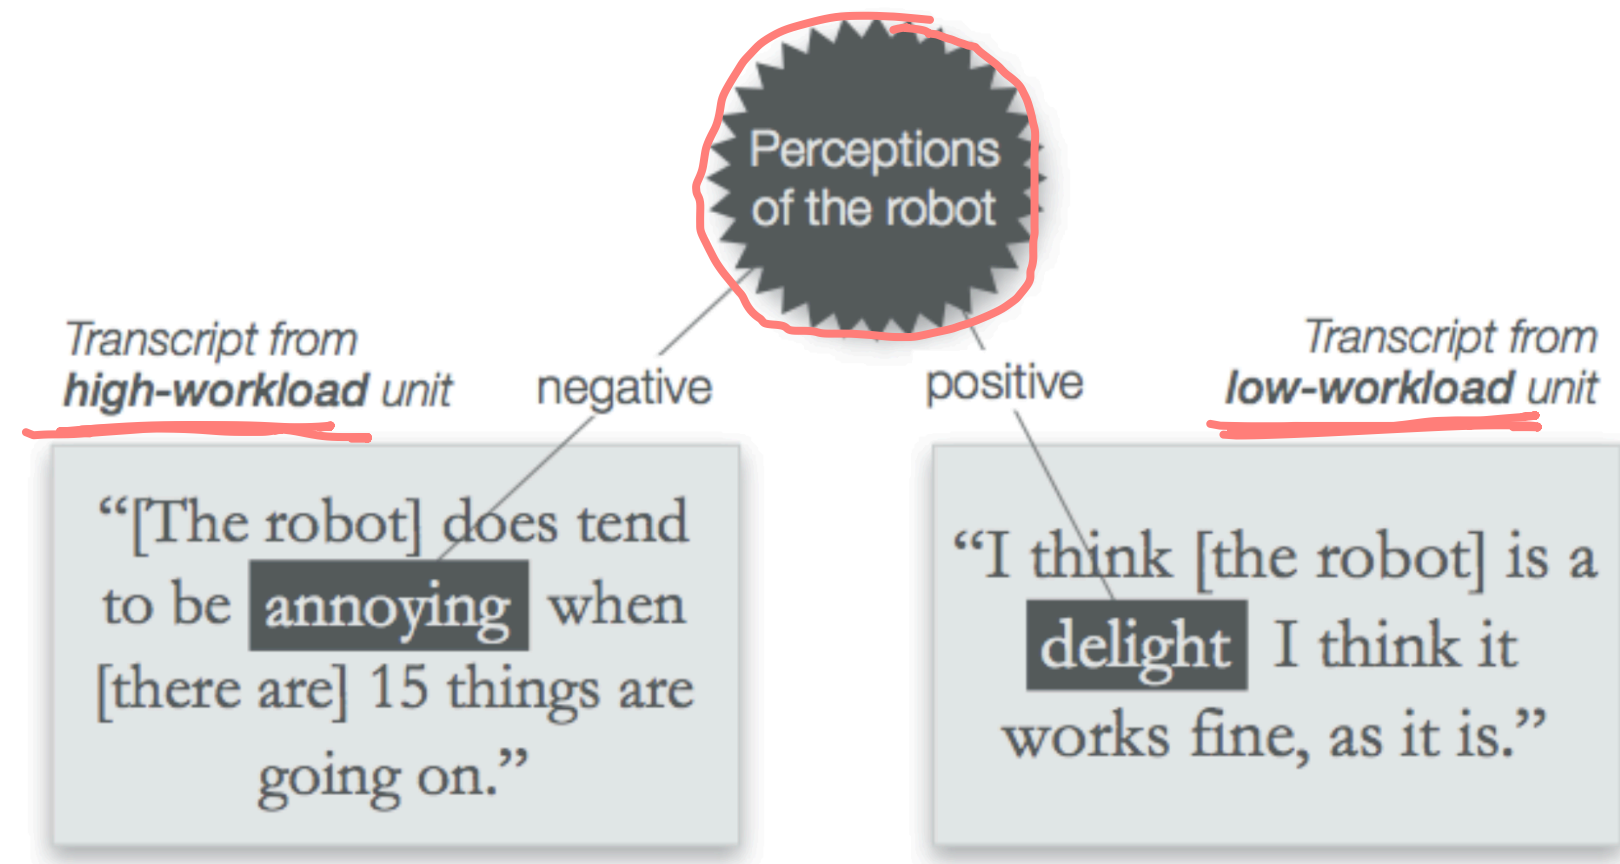 Perceptions
of the robot
Transcript from
high-workload unit
negative
positive
Transcript from
low-workload unit
“[The robot] does tend
to be annoying when
[there are] 15 things are
going on.”
“I think [the robot] is a
delight I think it
works fine, as it is.”